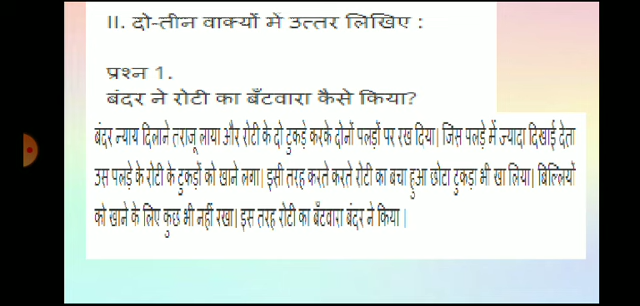 II. दो-तीन वाक्यों में उत्तर लिखिए :
प्रश्न 1.
बंदर ने रोटी का बँटवारा कैसे किया?
बंदर न्याय दिलाने तराजू लाया और रोटी के दो टुकड़े करके दोनों पलड़ों पर रख दिया। जिस पलड़े में ज्यादा दिखाई देता
उस पलड़े के रोटी के टुकड़ों को खाने लगा। इसी तरह करते करते रोटी का बचा हुआ छोटा टुकड़ा भी खा लिया। बिल्लियों
को खाने के लिए कुछ भी नहीं रखा। इस तरह रोटी का बँटवारा बंदर ने किया।